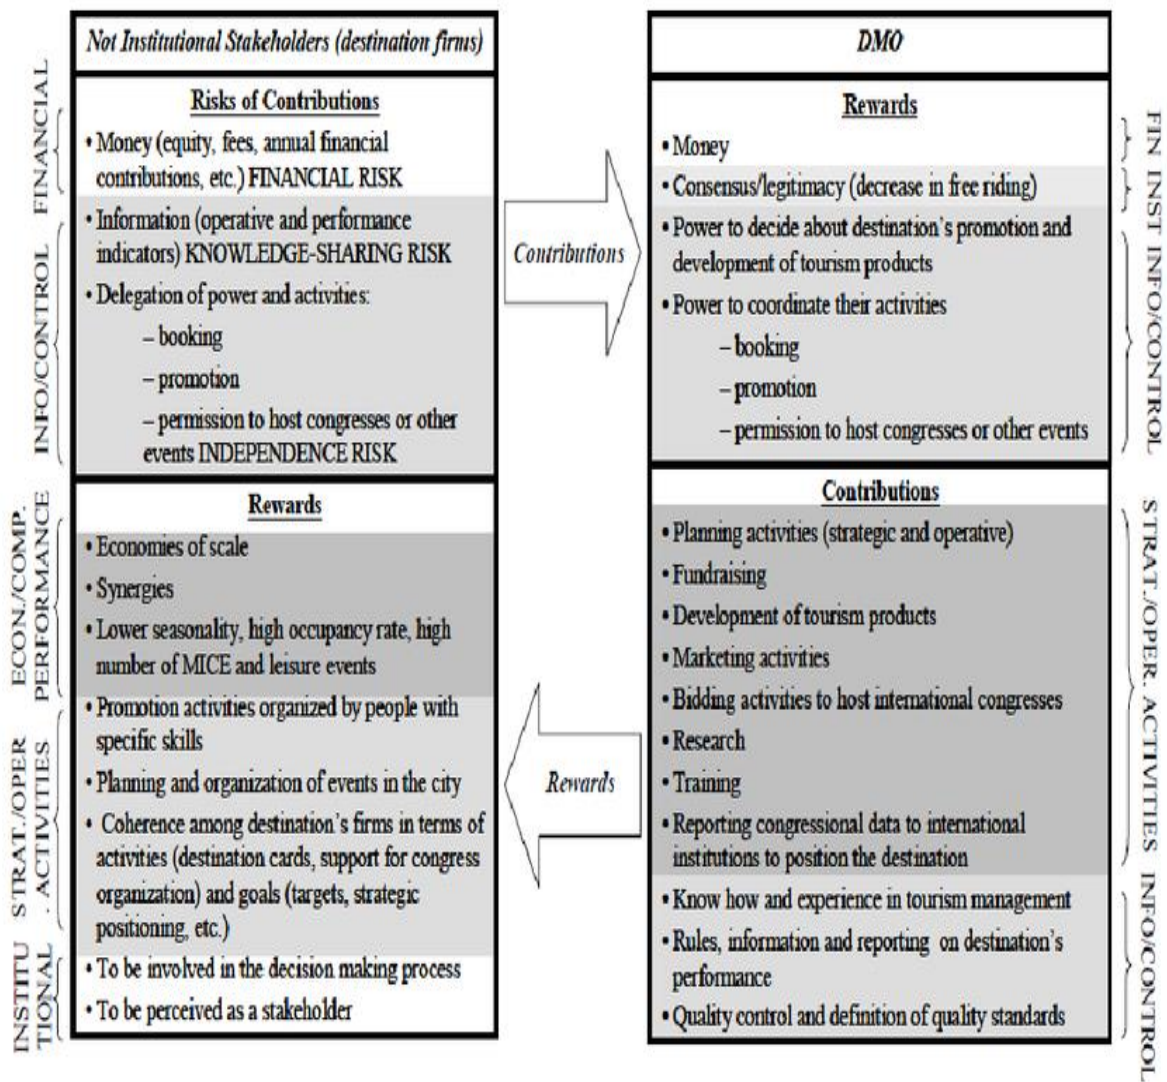 Not Institutional Stakeholders (destination firms)
Risks of Contributions
• Money (equity, fees, annual financial
contributions, etc.) FINANCIAL RISK
• Information (operative and performance
indicators) KNOWLEDGE-SHARING RISK
• Delegation of power and activities:
– booking
– promotion
– permission to host congresses or other
events INDEPENDENCE RISK
Rewards
• Economies of scale
• Synergies
• Lower seasonality, high occupancy rate, high
number of MICE and leisure events
• Promotion activities organized by people with
specific skills
• Planning and organization of events in the city
• Coherence among destination's firms in terms of
activities (destination cards, support for congress
organization) and goals (targets, strategic
positioning, etc.)
• To be involved in the decision making process
• To be perceived as a stakeholder
FINANCIAL
INFO/CONTROL
ECON./COMP.
PERFORMANCE
STRAT./OPER
. ACTIVITIES
INSTITU
TIONAL
Contributions
Rewards
DMO
Rewards
• Money
• Consensus/legitimacy (decrease in free riding)
• Power to decide about destination's promotion and
development of tourism products
• Power to coordinate their activities
– booking
– promotion
– permission to host congresses or other events
Contributions
• Planning activities (strategic and operative)
• Fundraising
• Development of tourism products
• Marketing activities
• Bidding activities to host international congresses
• Research
• Training
• Reporting congressional data to international
institutions to position the destination
• Know how and experience in tourism management
• Rules, information and reporting on destination's
performance
• Quality control and definition of quality standards
FIN
INST
INFO/CONTROL
STRAT./OPER. ACTIVITIES
INFO/CONTROL